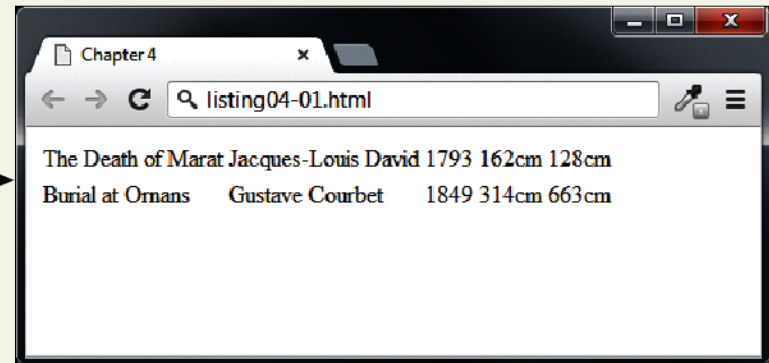 Chapter 4
listing04-01.html
The Death of Marat Jacques-Louis David 1793 162cm 128cm
Burial at Ornans Gustave Courbet 1849 314cm 663cm